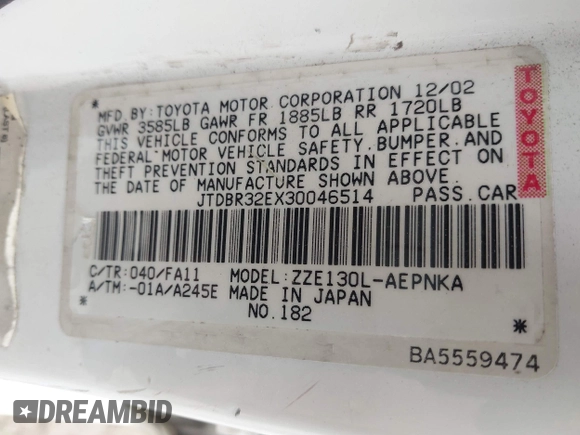 MFD. BY: TOYOTA MOTOR CORPORATION 12/02
GVWR 3585LB GAWR FR 1885LB RR 1720LB
THIS VEHICLE CONFORMS TO ALL APPLICABLE
FEDERAL MOTOR VEHICLE SAFETY, BUMPER, AND
THEFT PREVENTION STANDARDS IN EFFECT ON
THE DATE OF MANUFACTURE SHOWN ABOVE.
JTDBR32EX30046514 PASS. CAR
TOYOTA
C/TR: 040/FA11 MODEL: ZZE130L-AEPNKA
A/TM: -01A/A245E MADE IN JAPAN
NO. 182
BA5559474
DREAMBID